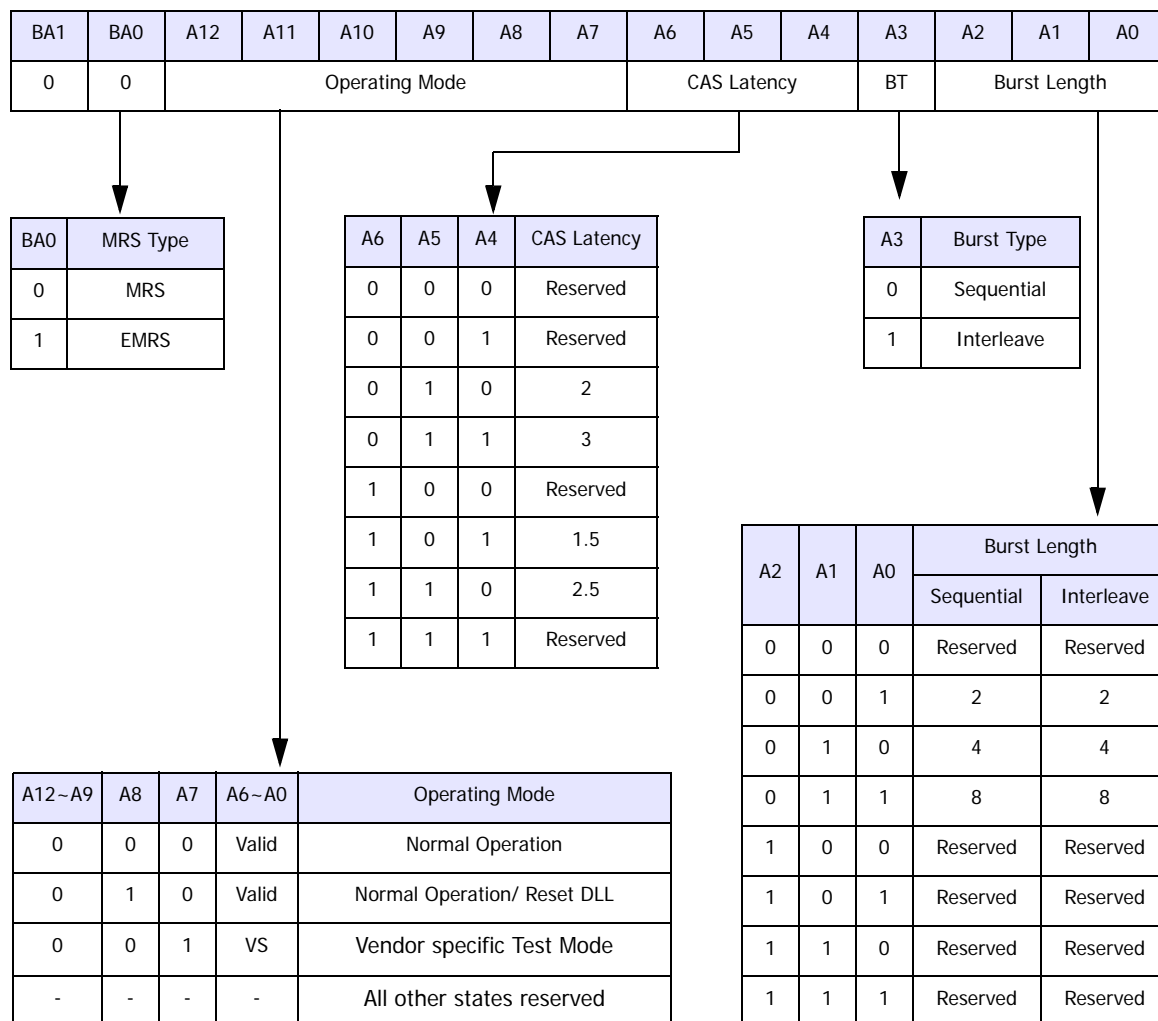 BA1 BA0 A12 A11 A10 A9 A8 A7 A6 A5 A4 A3 A2 A1 A0
0 0 Operating Mode CAS Latency BT Burst Length
BA0 MRS Type
0 MRS
1 EMRS
A6 A5 A4 CAS Latency
0 0 0 Reserved
0 0 1 Reserved
0 1 0 2
0 1 1 3
1 0 0 Reserved
1 0 1 1.5
1 1 0 2.5
1 1 1 Reserved
A3 Burst Type
0 Sequential
1 Interleave
A2 A1 A0 Burst Length
Sequential Interleave
0 0 0 Reserved Reserved
0 0 1 2 2
0 1 0 4 4
0 1 1 8 8
1 0 0 Reserved Reserved
1 0 1 Reserved Reserved
1 1 0 Reserved Reserved
1 1 1 Reserved Reserved
A12~A9 A8 A7 A6~A0 Operating Mode
0 0 0 Valid Normal Operation
0 1 0 Valid Normal Operation/ Reset DLL
0 0 1 VS Vendor specific Test Mode
- - - - All other states reserved